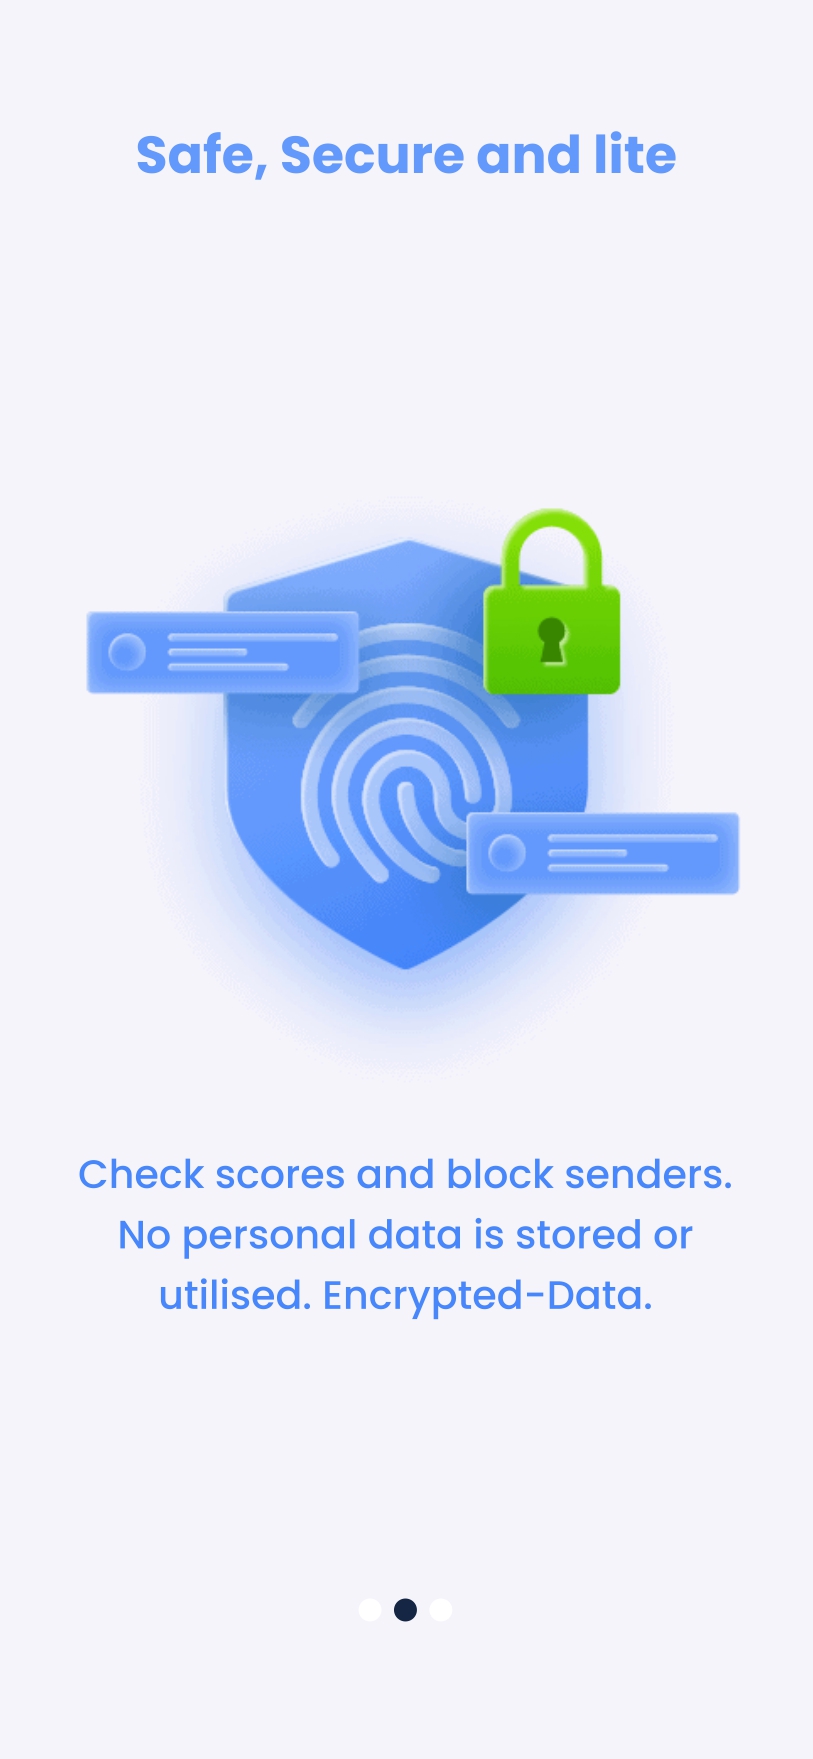 Safe, Secure and lite
Check scores and block senders.
No personal data is stored or
utilised. Encrypted-Data.